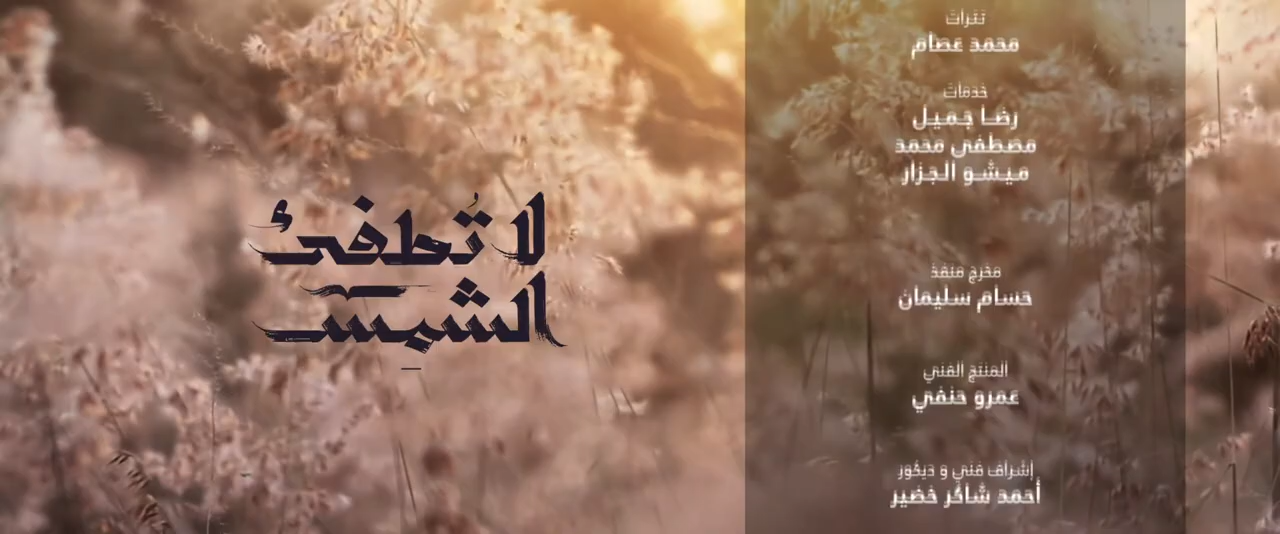 لا تُطفئ
الشمس
تترات
محمد عصام
خدمات
رضا جميل
مصطفى محمد
ميشو الجزار
مخرج منفذ
حسام سليمان
المنتج الفني
عمرو حنفي
إشراف فني و ديكور
أحمد شاكر خضير